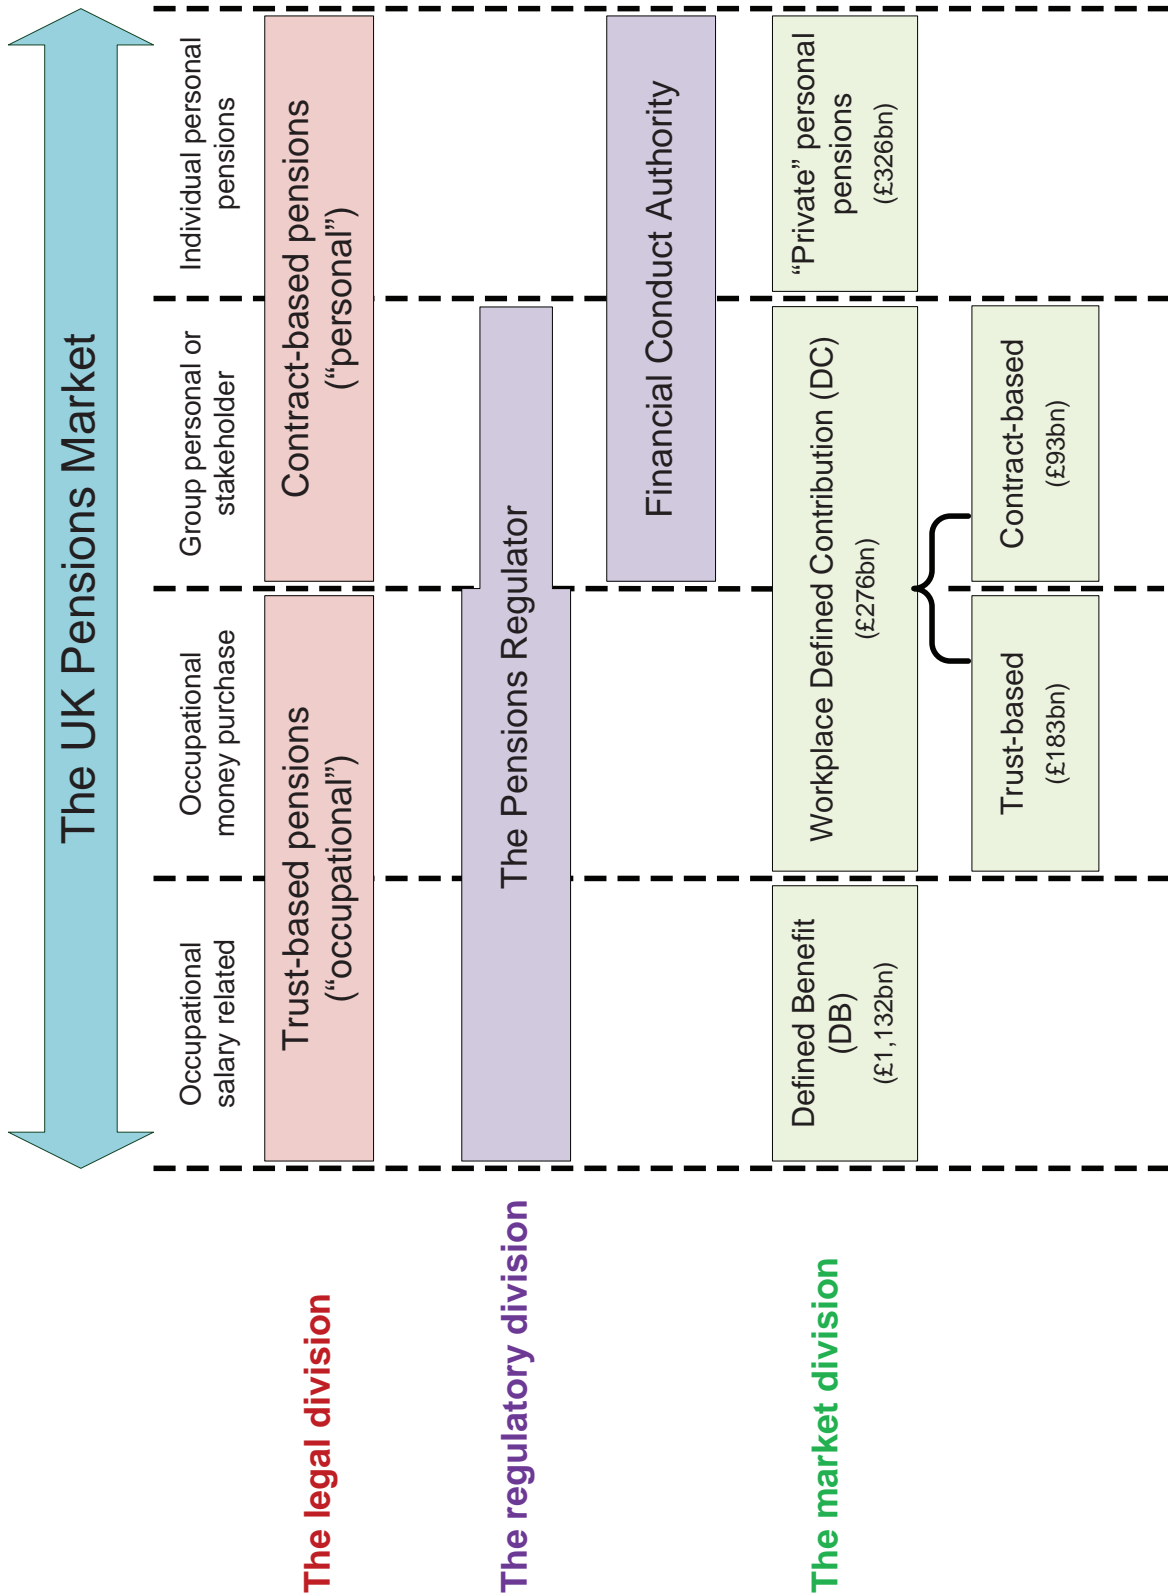 The UK Pensions Market
Occupational
salary related
Occupational
money purchase
Group personal or
stakeholder
Individual personal
pensions
The legal division
Trust-based pensions
(“occupational”)
Contract-based pensions
(“personal”)
The regulatory division
The Pensions Regulator
Financial Conduct Authority
The market division
Defined Benefit
(DB)
(£1,132bn)
Workplace Defined Contribution (DC)
(£276bn)
“Private” personal
pensions
(£326bn)
Trust-based
(£183bn)
Contract-based
(£93bn)